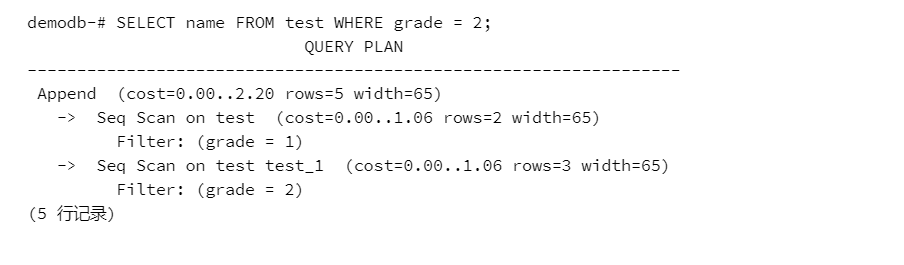 demodb-# SELECT name FROM test WHERE grade = 2;
QUERY PLAN
------------------------------------------------------------------
Append  (cost=0.00..2.20 rows=5 width=65)
->  Seq Scan on test  (cost=0.00..1.06 rows=2 width=65)
Filter: (grade = 1)
->  Seq Scan on test test_1  (cost=0.00..1.06 rows=3 width=65)
Filter: (grade = 2)
(5 行记录)